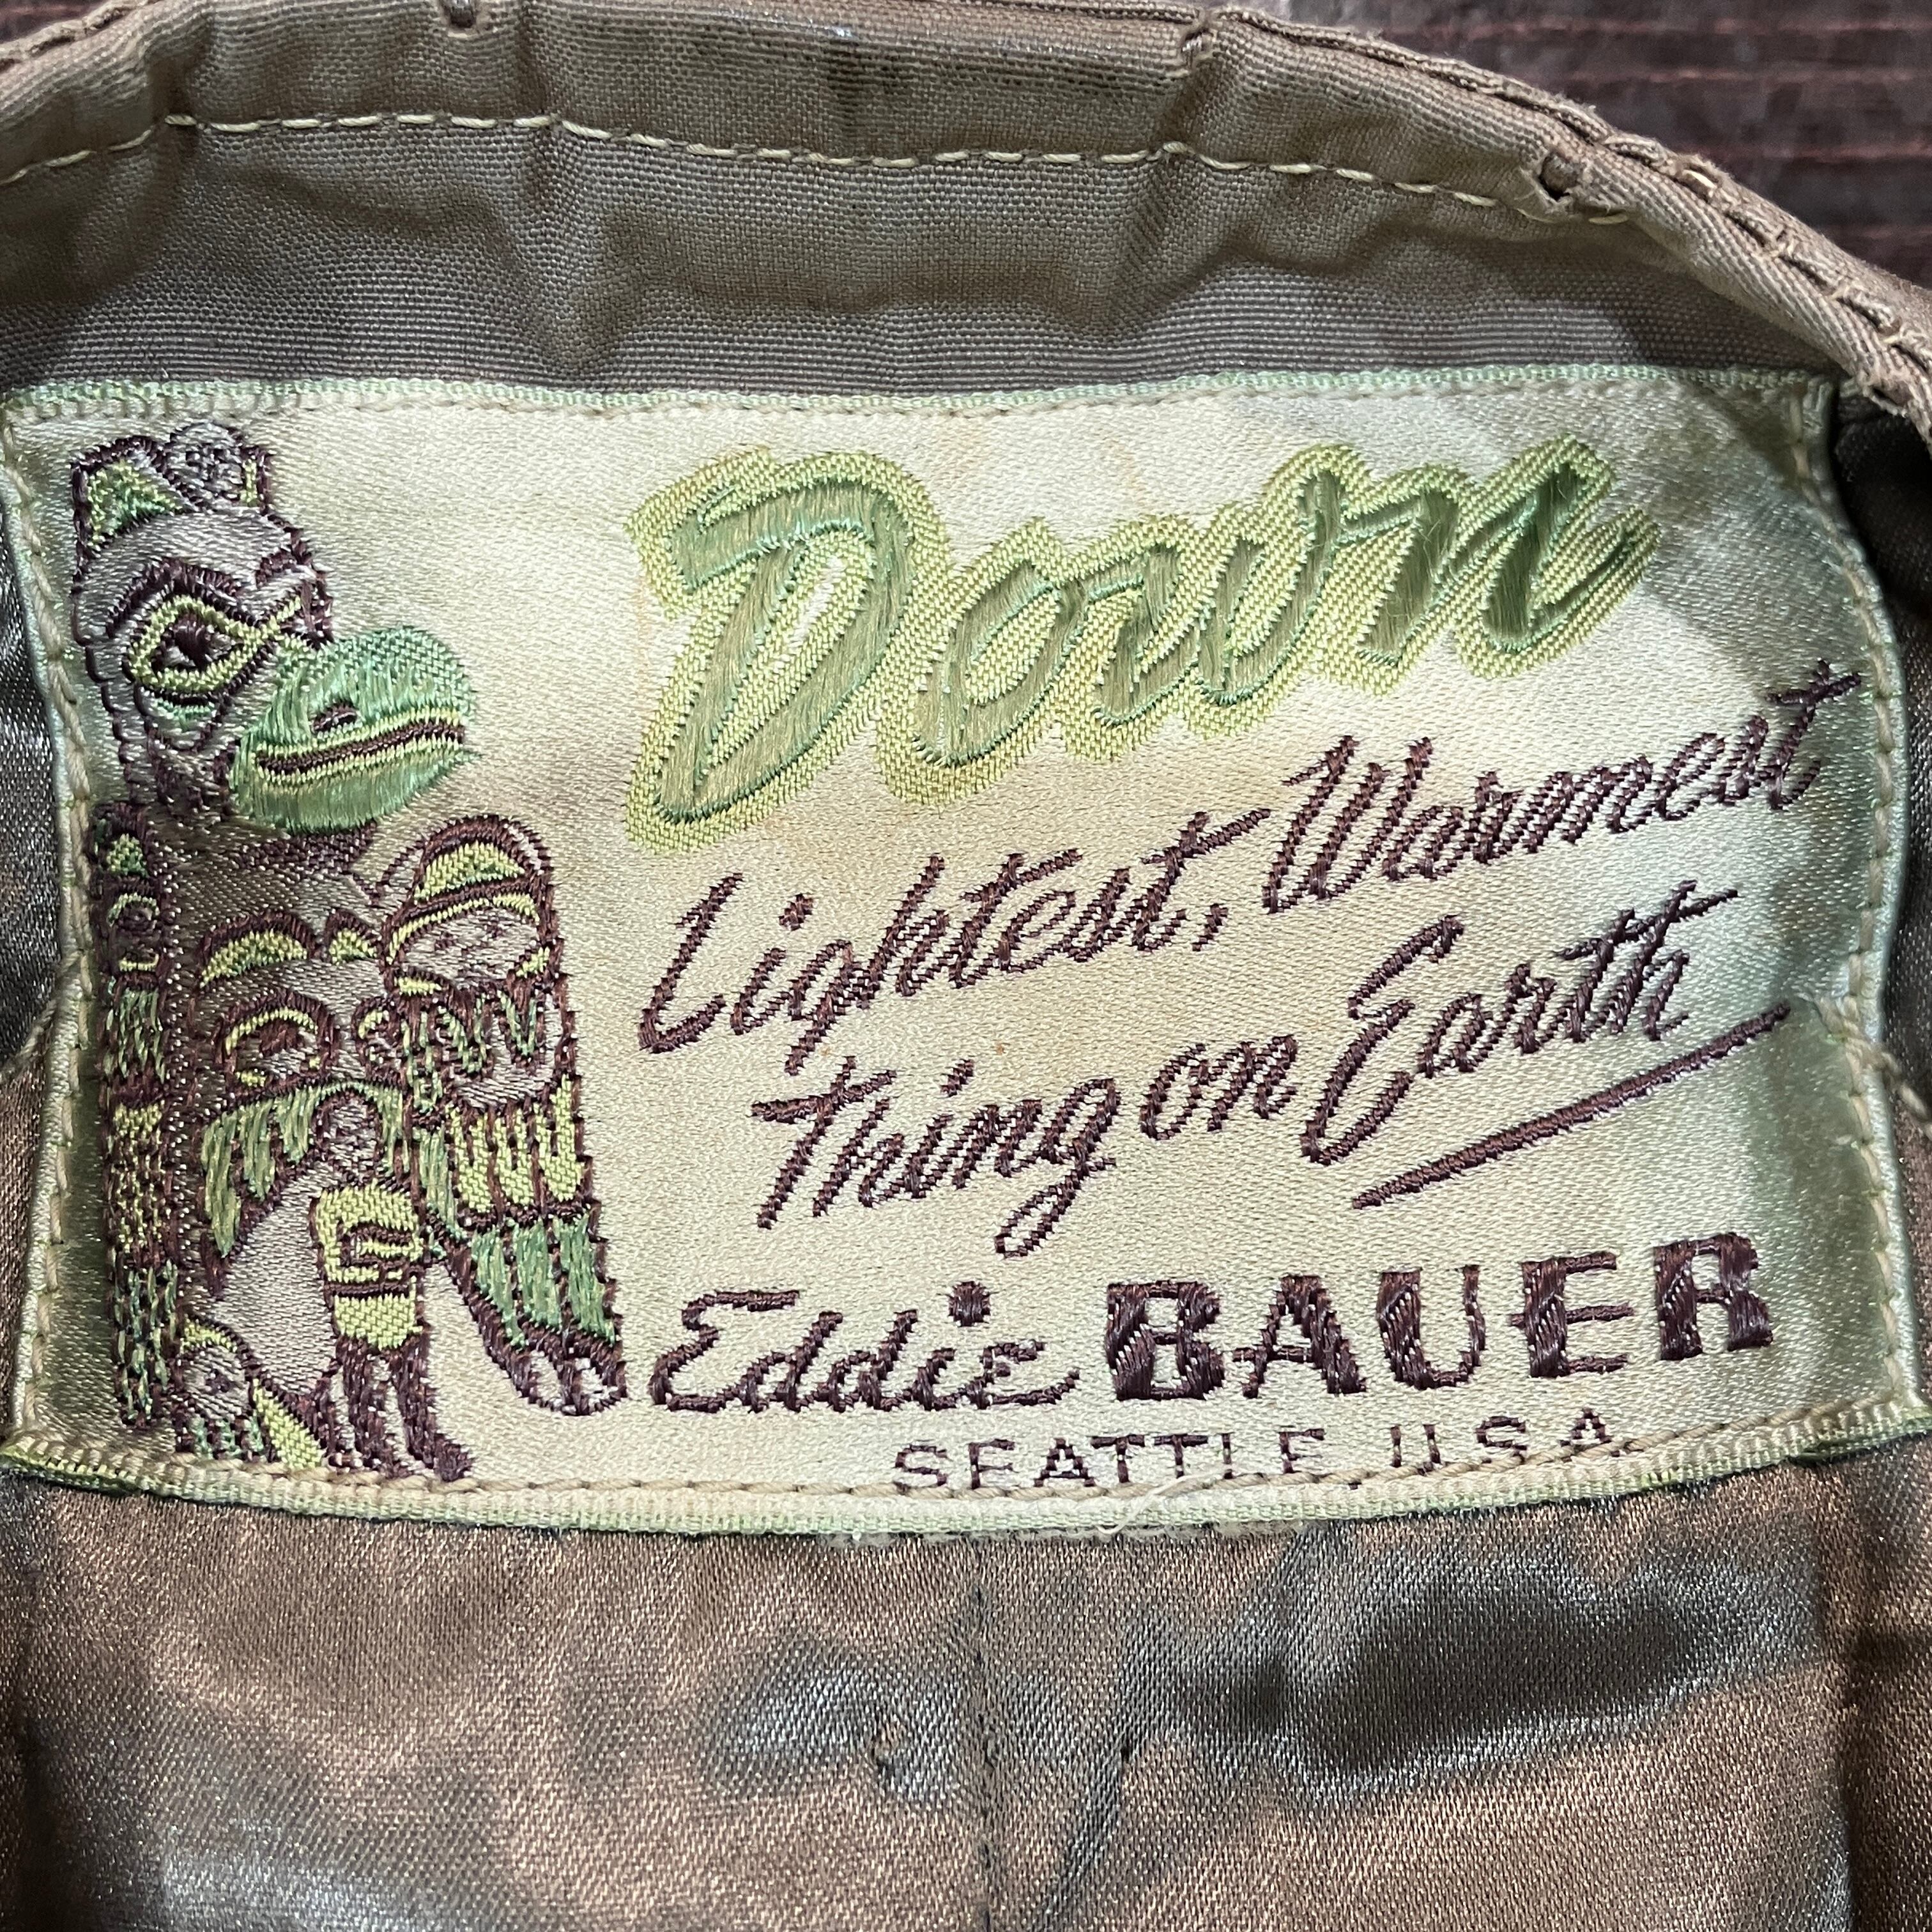 Down
Lightest, Warmest
Thing on Earth
Eddie BAUER
SEATTLE U.S.A